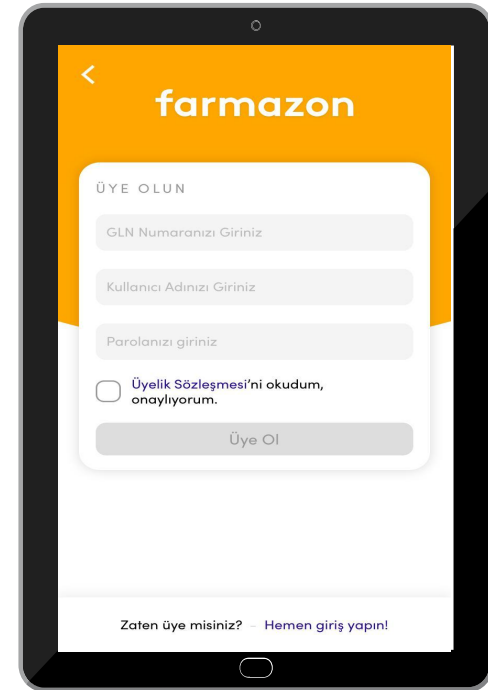 farmazon
ÜYE OLUN
GLN Numaranızı Giriniz
Kullanıcı Adınızı Giriniz
Parolanızı giriniz
Üyelik Sözleşmesi'ni okudum,
onaylıyorum.
Üye Ol
Zaten üye misiniz? - Hemen giriş yapın!